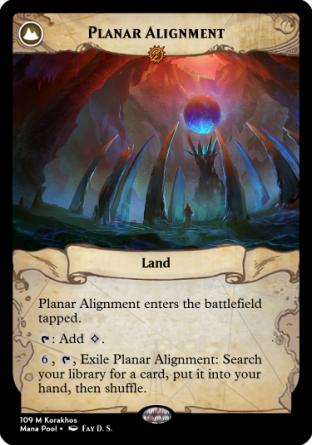 Planar Alignment
Land
Planar Alignment enters the battlefield
tapped.
: Add .
6, , Exile Planar Alignment: Search
your library for a card, put it into your
hand, then shuffle.
109 M Korakhos
Mana Pool • Fay D. S.